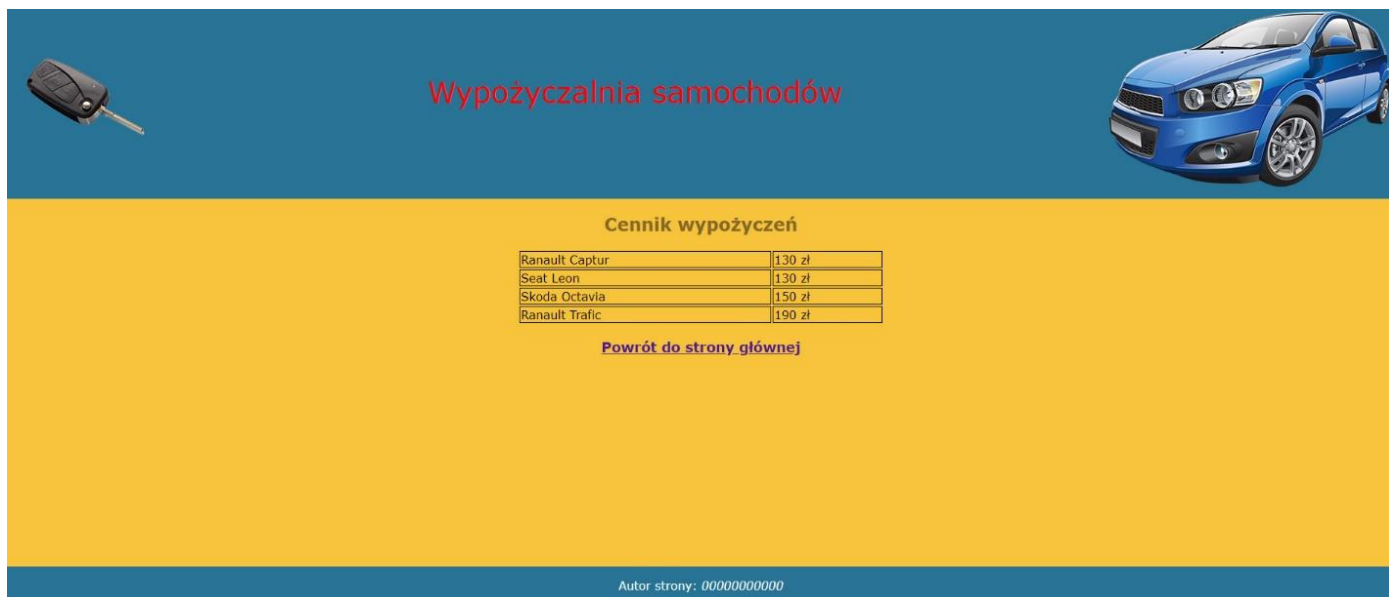 Wypożyczalnia samochodów
Cennik wypożyczeń
Ranault Captur 130 zł
Seat Leon 130 zł
Skoda Octavia 150 zł
Ranault Trafic 190 zł
Powrót do strony głównej
Autor strony: 00000000000